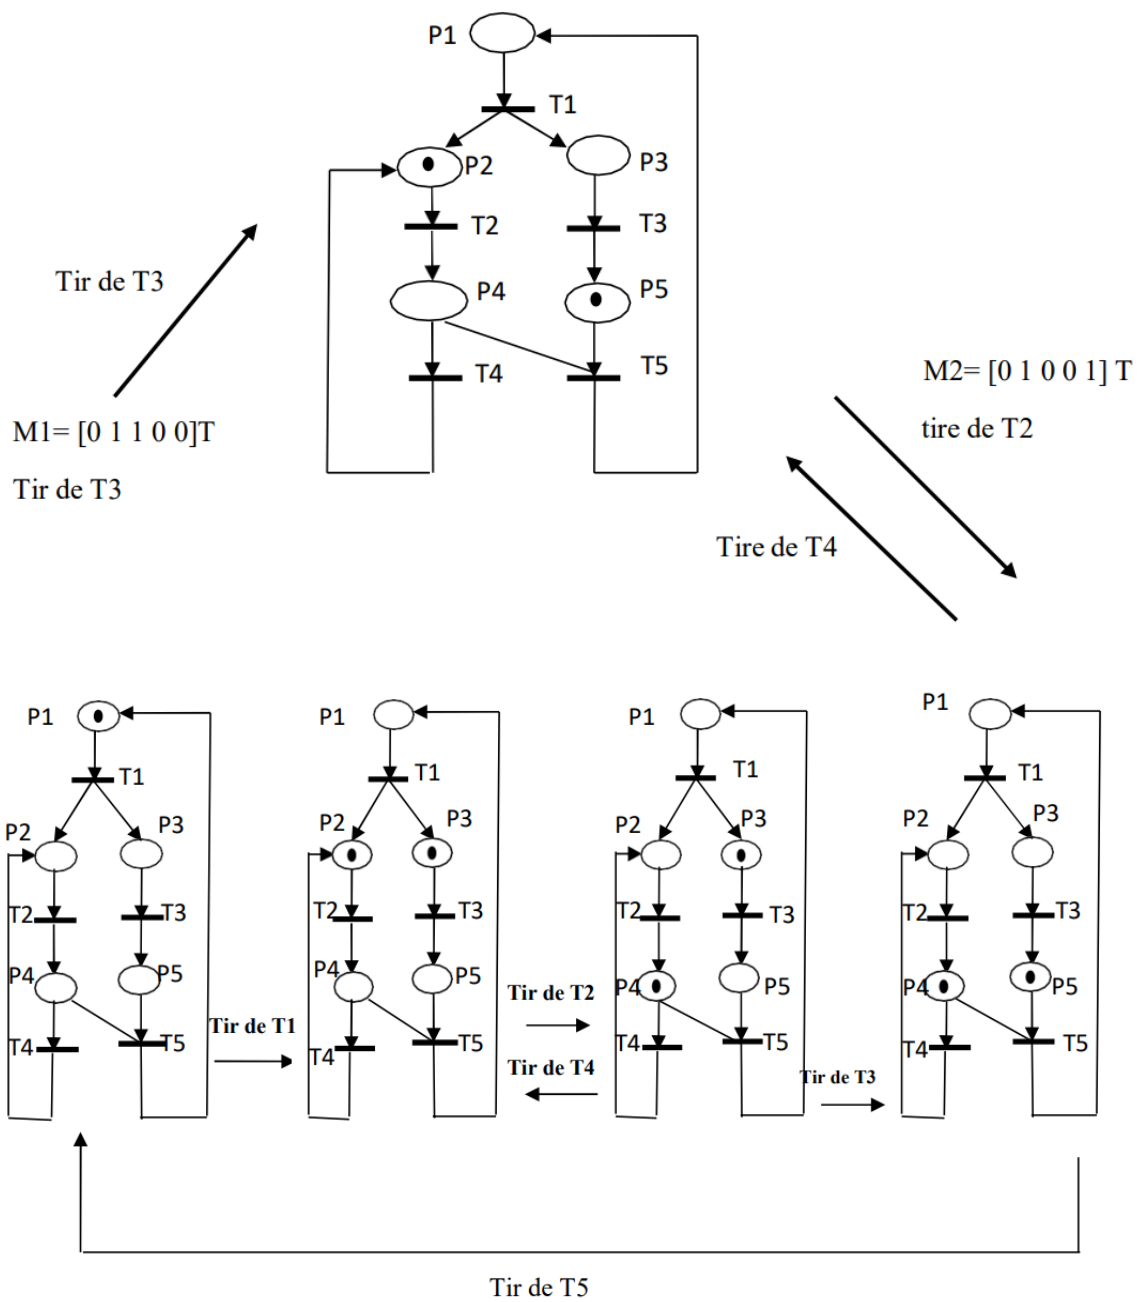 P1
T1
P2
P3
T2
T3
P4
P5
T4
T5
Tir de T3
M1= [0 1 1 0 0]T
Tir de T3
M2= [0 1 0 0 1] T
tire de T2
Tire de T4
P1
T1
P2
P3
T2
T3
P4
P5
T4
T5
Tir de T1
P1
T1
P2
P3
T2
T3
P4
P5
T4
T5
Tir de T2
Tir de T4
P1
T1
P2
P3
T2
T3
P4
P5
T4
T5
Tir de T3
P1
T1
P2
P3
T2
T3
P4
P5
T4
T5
Tir de T5